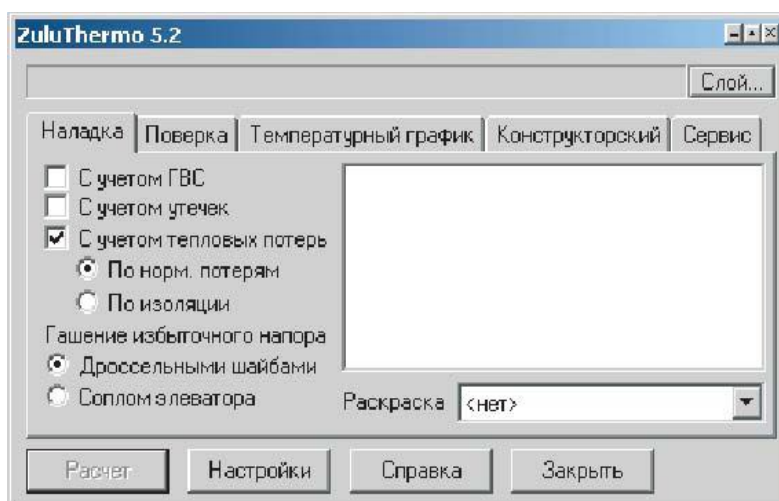 ZuluThermo 5.2
Слой...
Наладка Поверка Температурный график Конструкторский Сервис
С учетом ГВС
С учетом утечек
С учетом тепловых потерь
По норм. потерям
По изоляции
Гашение избыточного напора
Дроссельными шайбами
Соплом элеватора
Раскраска <нет>
Расчет Настройки Справка Закрыть